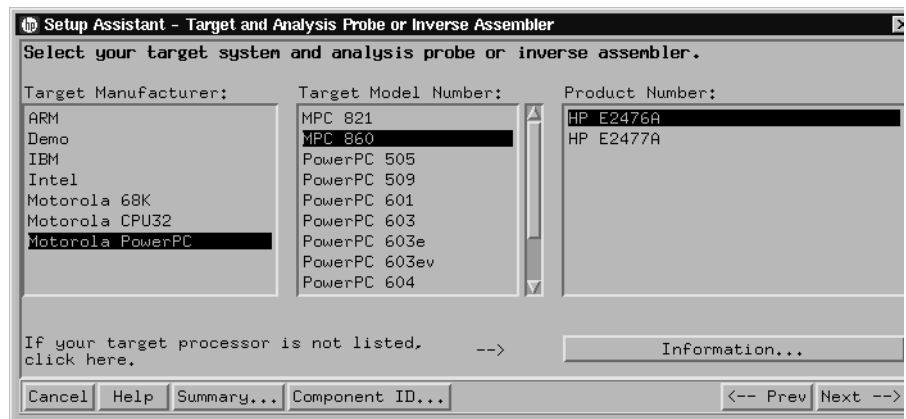 hp Setup Assistant - Target and Analysis Probe or Inverse Assembler
Select your target system and analysis probe or inverse assembler.
Target Manufacturer:
ARM
Demo
IBM
Intel
Motorola 68K
Motorola CPU32
Motorola PowerPC
Target Model Number:
MPC 821
MPC 860
PowerPC 505
PowerPC 509
PowerPC 601
PowerPC 603
PowerPC 603e
PowerPC 603ev
PowerPC 604
Product Number:
HP E2476A
HP E2477A
If your target processor is not listed,
click here.
-->
Information...
Cancel Help Summary... Component ID... <-- Prev Next -->